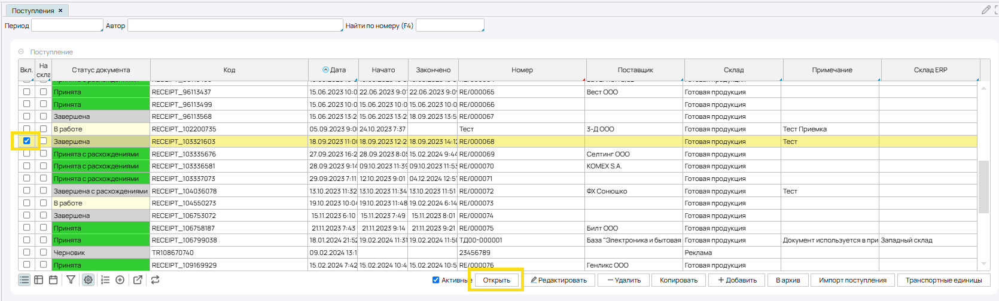 Поступления ×
Период Автор Найти по номеру (F4)
Поступление
Вкл. На скла Статус документа Код Дата Начато Закончено Номер Поставщик Склад Примечание Склад ERP
Принята RECEIPT_96113437 15.06.2023 10:0 22.06.2023 9:01 22.06.2023 9:09 RE/000065 Вест ООО Готовая продукция
Принята RECEIPT_96113499 15.06.2023 10:0 15.06.2023 10:0 15.06.2023 10:0 RE/000066 Готовая продукция
Завершена RECEIPT_96113568 15.06.2023 13:2 15.06.2023 13:2 18.09.2023 13:5 RE/000067 Готовая продукция
В работе RECEIPT_102200735 05.09.2023 9:00 24.10.2023 7:37 Тест 3-Д ООО Готовая продукция Тест Приемка
Завершена RECEIPT_103321603 18.09.2023 11:00 18.09.2023 12:2 18.09.2023 14:12 RE/000068 Готовая продукция Тест
Принята с расхождениями RECEIPT_103335676 27.09.2023 16:2 28.09.2023 8:05 15.02.2024 9:44 RE/000069 Селтинг ООО Готовая продукция
Принята с расхождениями RECEIPT_103336581 28.09.2023 9:14 09.10.2023 11:39 09.10.2023 11:53 RE/000070 KOMEX S.A. Готовая продукция
Принята с расхождениями RECEIPT_103337073 29.09.2023 7:11 12.10.2023 9:01 04.12.2024 12:51 RE/000071 Готовая продукция
Завершена с расхождениями RECEIPT_104036078 13.10.2023 11:32 13.10.2023 11:34 13.10.2023 11:51 RE/000072 ФХ Сонюшко Готовая продукция Тест
В работе RECEIPT_104550273 19.10.2023 10:04 19.10.2023 11:48 19.02.2024 6:14 RE/000073 Готовая продукция
Завершена RECEIPT_106753072 15.11.2023 6:10 15.11.2023 7:49 15.11.2023 8:01 RE/000074 Готовая продукция
Принята RECEIPT_106758187 21.11.2023 7:43 21.11.2023 9:14 21.11.2023 9:21 RE/000075 Билт ООО Готовая продукция
Принята RECEIPT_106799038 18.01.2024 21:52 19.02.2024 11:31 19.02.2024 11:50 ТД00-000001 База "Электроника и бытовая Готовая продукция Документ используется в при Западный склад
Черновик TR108670740 09.02.2024 13:1 23456789 Реклама
Принята RECEIPT_109169929 15.02.2024 7:42 15.02.2024 10:4 15.02.2024 10:5 RE/000076 Генликс ООО Готовая продукция
Активные Открыть Редактировать Удалить Копировать Добавить В архив Импорт поступления Транспортные единицы